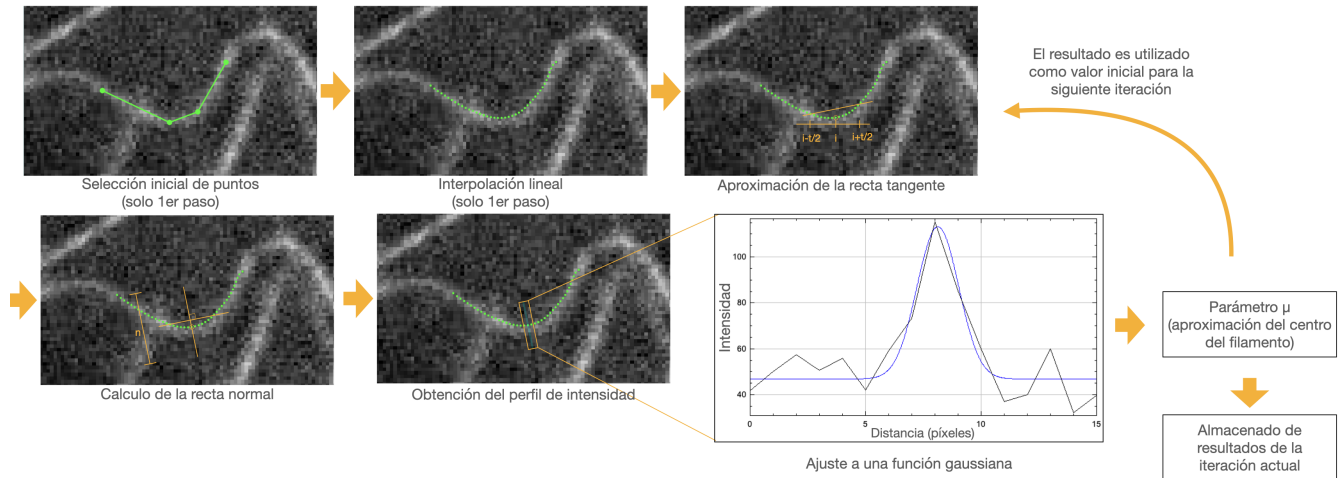 El resultado es utilizado
como valor inicial para la
siguiente iteración
i-t/2
i
i+t/2
Selección inicial de puntos
(solo 1er paso)
Interpolación lineal
(solo 1er paso)
Aproximación de la recta tangente
n
Calculo de la recta normal
Obtención del perfil de intensidad
Intensidad
100
80
60
40
0
5
10
15
Distancia (píxeles)
Ajuste a una función gaussiana
Parámetro μ
(aproximación del centro
del filamento)
Almacenado de
resultados de la
iteración actual